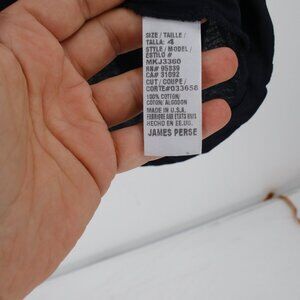 SIZE / TAILLE /
TALLA: 4
STYLE / MODEL /
ESTILO #
MKJ3360
RN# 95839
CA# 31092
CUT / COUPE /
CORTE#033658
100% COTTON/
COTON/ ALGODON
MADE IN U.S.A.
FABRIQUE AUX ETATS UNIS
HECHO EN EE.UU.
JAMES PERSE